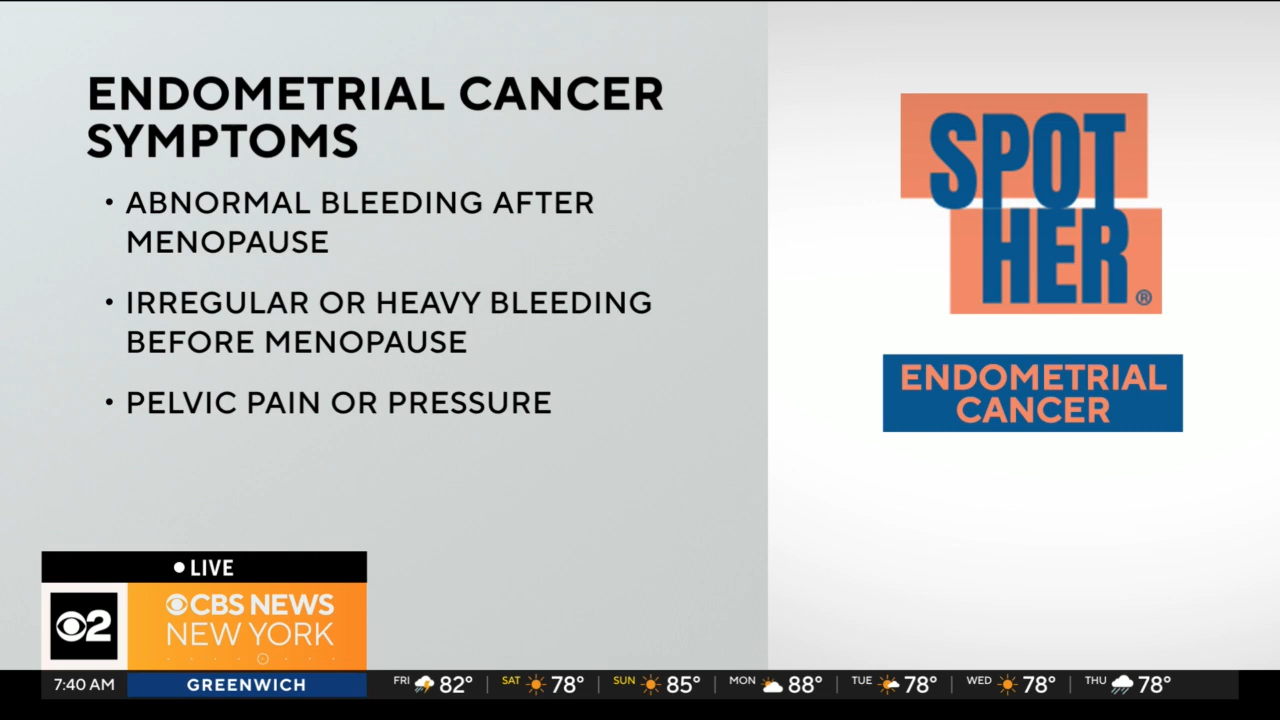 ENDOMETRIAL CANCER
SYMPTOMS
• ABNORMAL BLEEDING AFTER
MENOPAUSE
• IRREGULAR OR HEAVY BLEEDING
BEFORE MENOPAUSE
• PELVIC PAIN OR PRESSURE
SPOT
HER®
ENDOMETRIAL
CANCER
LIVE
2
CBS NEWS
NEW YORK
7:40 AM GREENWICH FRI 82° SAT 78° SUN 85° MON 88° TUE 78° WED 78° THU 78°